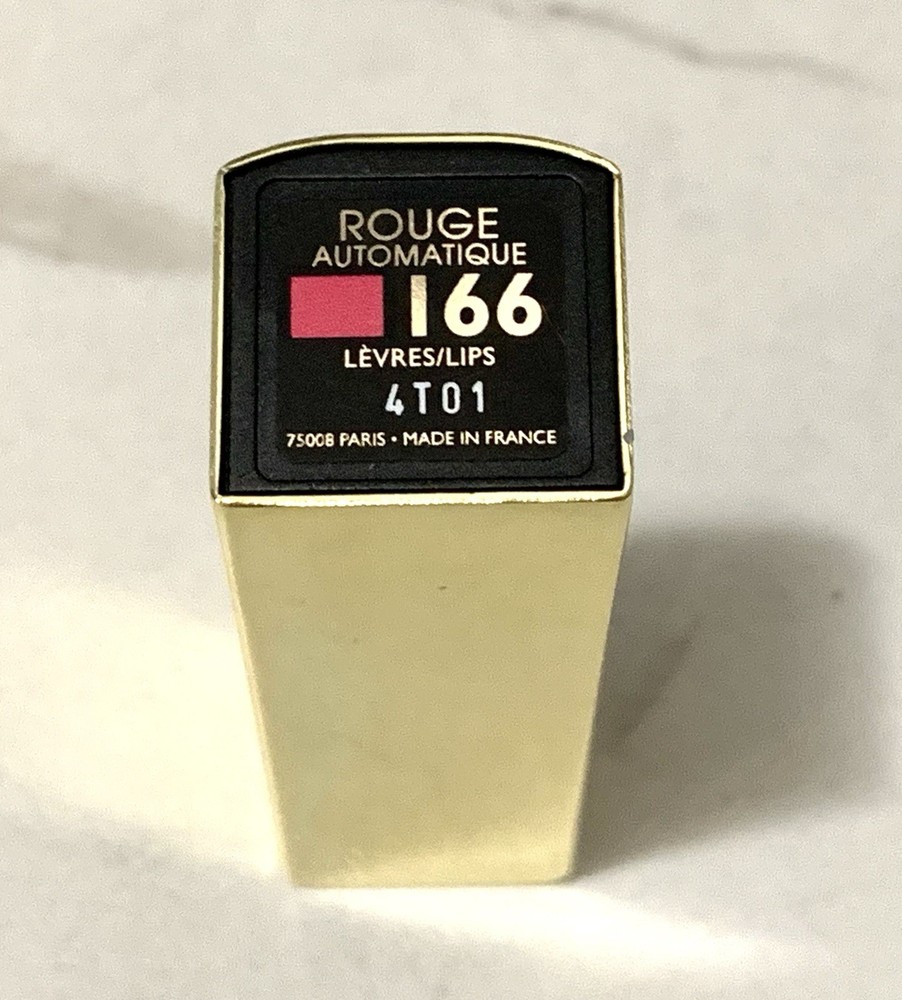 ROUGE
AUTOMATIQUE
166
LÈVRES/LIPS
4T01
75008 PARIS • MADE IN FRANCE